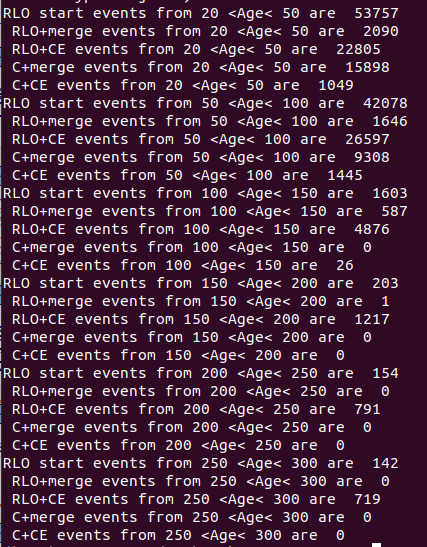 RLO start events from 20 <Age< 50 are  53757
 RLO+merge events from 20 <Age< 50 are  2090
 RLO+CE events from 20 <Age< 50 are  22805
 C+merge events from 20 <Age< 50 are  15898
 C+CE events from 20 <Age< 50 are  1049
RLO start events from 50 <Age< 100 are  42078
 RLO+merge events from 50 <Age< 100 are  1646
 RLO+CE events from 50 <Age< 100 are  26597
 C+merge events from 50 <Age< 100 are  9308
 C+CE events from 50 <Age< 100 are  1445
RLO start events from 100 <Age< 150 are  1603
 RLO+merge events from 100 <Age< 150 are  587
 RLO+CE events from 100 <Age< 150 are  4876
 C+merge events from 100 <Age< 150 are  0
 C+CE events from 100 <Age< 150 are  26
RLO start events from 150 <Age< 200 are  203
 RLO+merge events from 150 <Age< 200 are  1
 RLO+CE events from 150 <Age< 200 are  1217
 C+merge events from 150 <Age< 200 are  0
 C+CE events from 150 <Age< 200 are  0
RLO start events from 200 <Age< 250 are  154
 RLO+merge events from 200 <Age< 250 are  0
 RLO+CE events from 200 <Age< 250 are  791
 C+merge events from 200 <Age< 250 are  0
 C+CE events from 200 <Age< 250 are  0
RLO start events from 250 <Age< 300 are  142
 RLO+merge events from 250 <Age< 300 are  0
 RLO+CE events from 250 <Age< 300 are  719
 C+merge events from 250 <Age< 300 are  0
 C+CE events from 250 <Age< 300 are  0